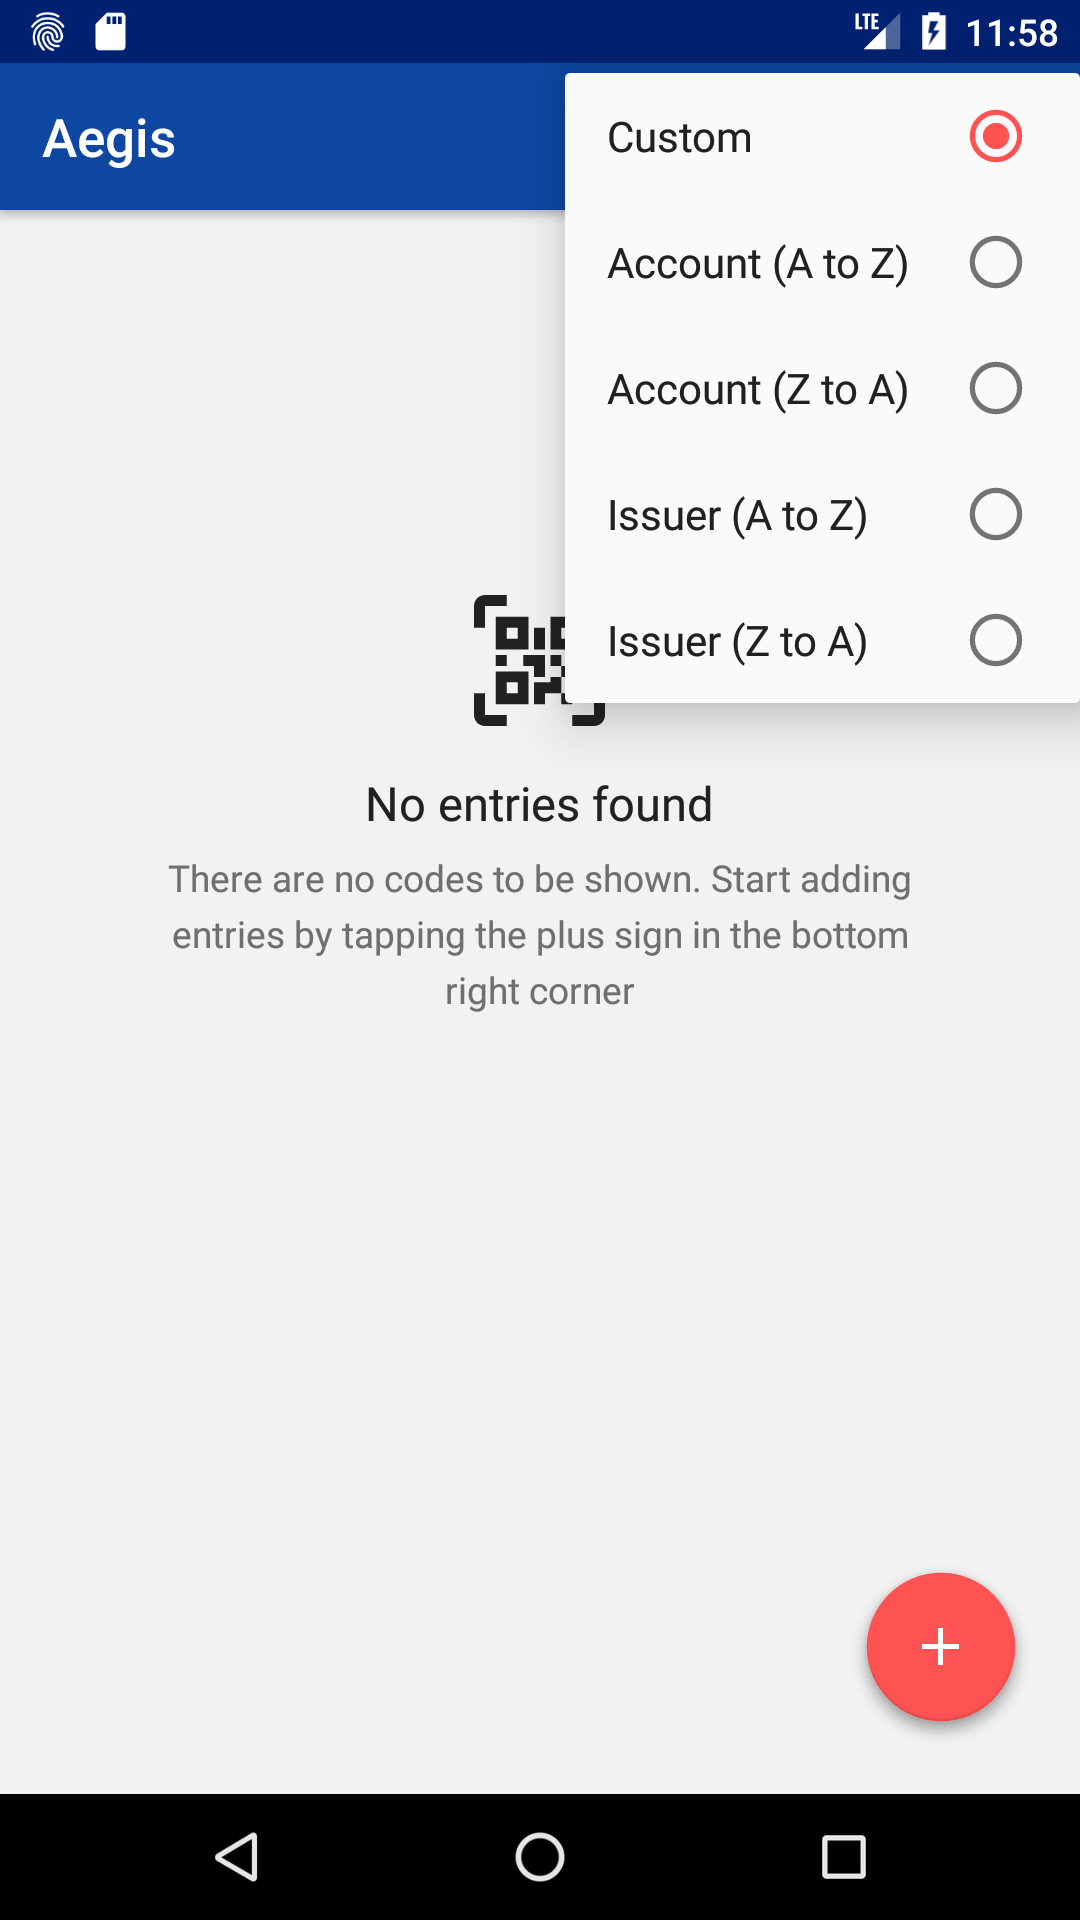 LTE 11:58
Aegis
Custom
Account (A to Z)
Account (Z to A)
Issuer (A to Z)
Issuer (Z to A)
No entries found
There are no codes to be shown. Start adding
entries by tapping the plus sign in the bottom
right corner